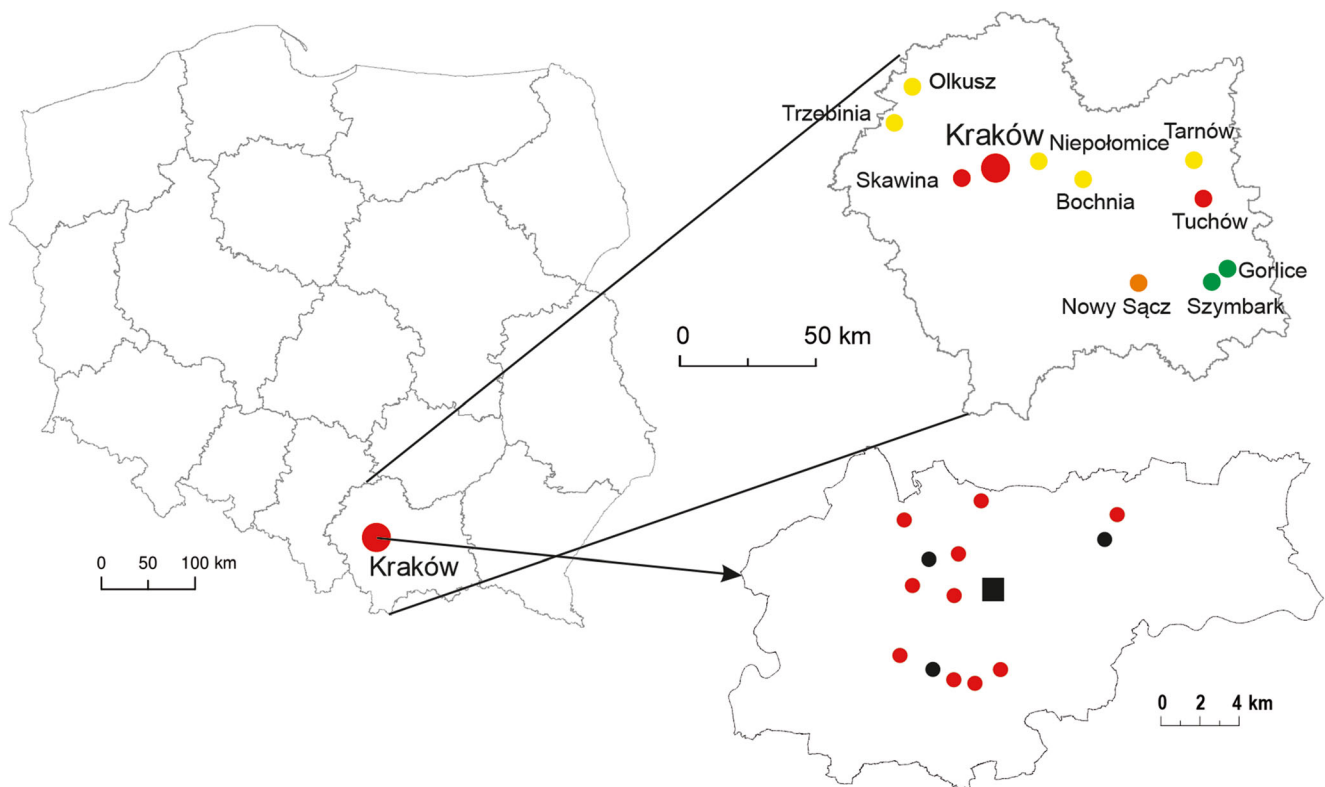 Olkusz
Trzebinia
Kraków
Niepołomice
Tarnów
Skawina
Bochnia
Tuchów
Gorlice
Nowy Sącz
Szymbark
0 50 km
0 50 100 km
Kraków
0 2 4 km